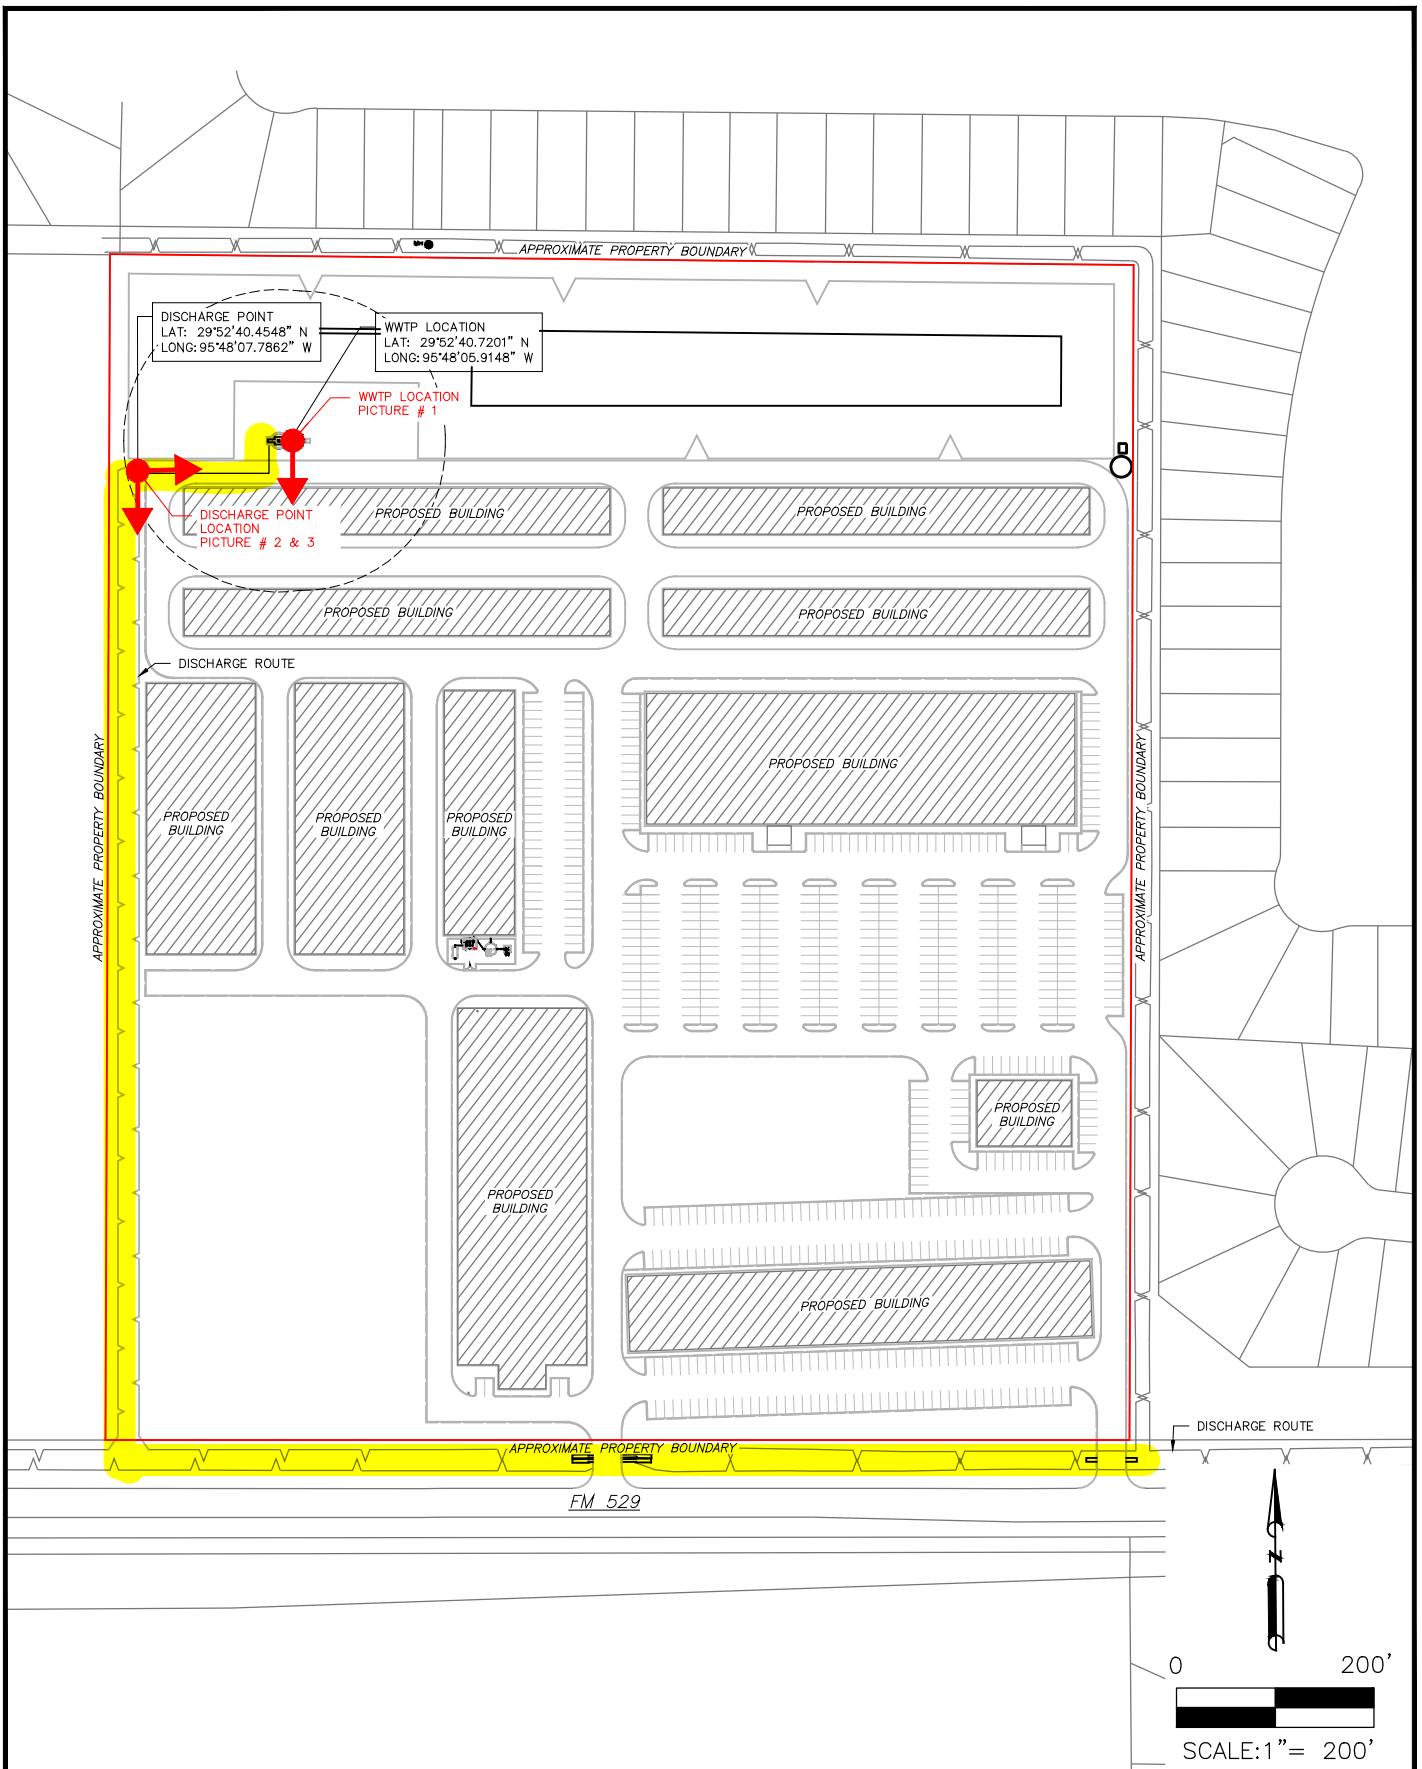 APPROXIMATE PROPERTY BOUNDARY
DISCHARGE POINT
LAT: 29°52'40.4548" N
LONG: 95°48'07.7862" W
WWTP LOCATION
LAT: 29°52'40.7201" N
LONG: 95°48'05.9148" W
WWTP LOCATION
PICTURE # 1
DISCHARGE POINT
LOCATION
PICTURE # 2 & 3
PROPOSED BUILDING
PROPOSED BUILDING
PROPOSED BUILDING
PROPOSED BUILDING
DISCHARGE ROUTE
APPROXIMATE PROPERTY BOUNDARY
PROPOSED
BUILDING
PROPOSED
BUILDING
PROPOSED
BUILDING
PROPOSED BUILDING
APPROXIMATE PROPERTY BOUNDARY
PROPOSED
BUILDING
PROPOSED
BUILDING
PROPOSED BUILDING
DISCHARGE ROUTE
APPROXIMATE PROPERTY BOUNDARY
FM 529
N
0 200'
SCALE:1"= 200'